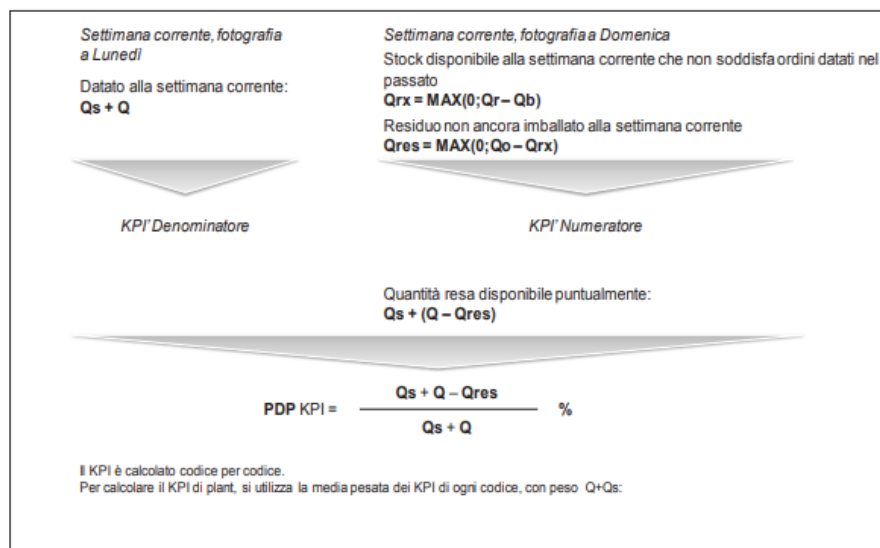 Settimana corrente, fotografia
a Lunedì
Datato alla settimana corrente:
Qs + Q
Settimana corrente, fotografia a Domenica
Stock disponibile alla settimana corrente che non soddisfa ordini datati nel
passato
Qrx = MAX(0;Qr – Qb)
Residuo non ancora imballato alla settimana corrente
Qres = MAX(0;Qo – Qrx)
KPI' Denominatore
KPI' Numeratore
Quantità resa disponibile puntualmente:
Qs + (Q – Qres)
PDP KPI =
Qs + Q – Qres
Qs + Q
%
Il KPI è calcolato codice per codice.
Per calcolare il KPI di plant, si utilizza la media pesata dei KPI di ogni codice, con peso Q+Qs: